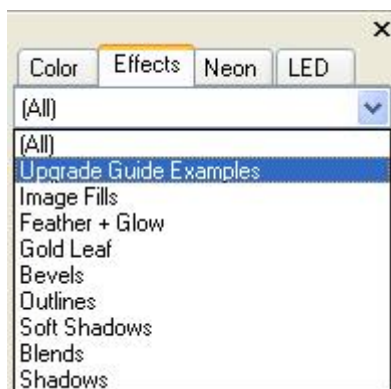 Color Effects Neon LED
(All)
(All)
Upgrade Guide Examples
Image Fills
Feather + Glow
Gold Leaf
Bevels
Outlines
Soft Shadows
Blends
Shadows